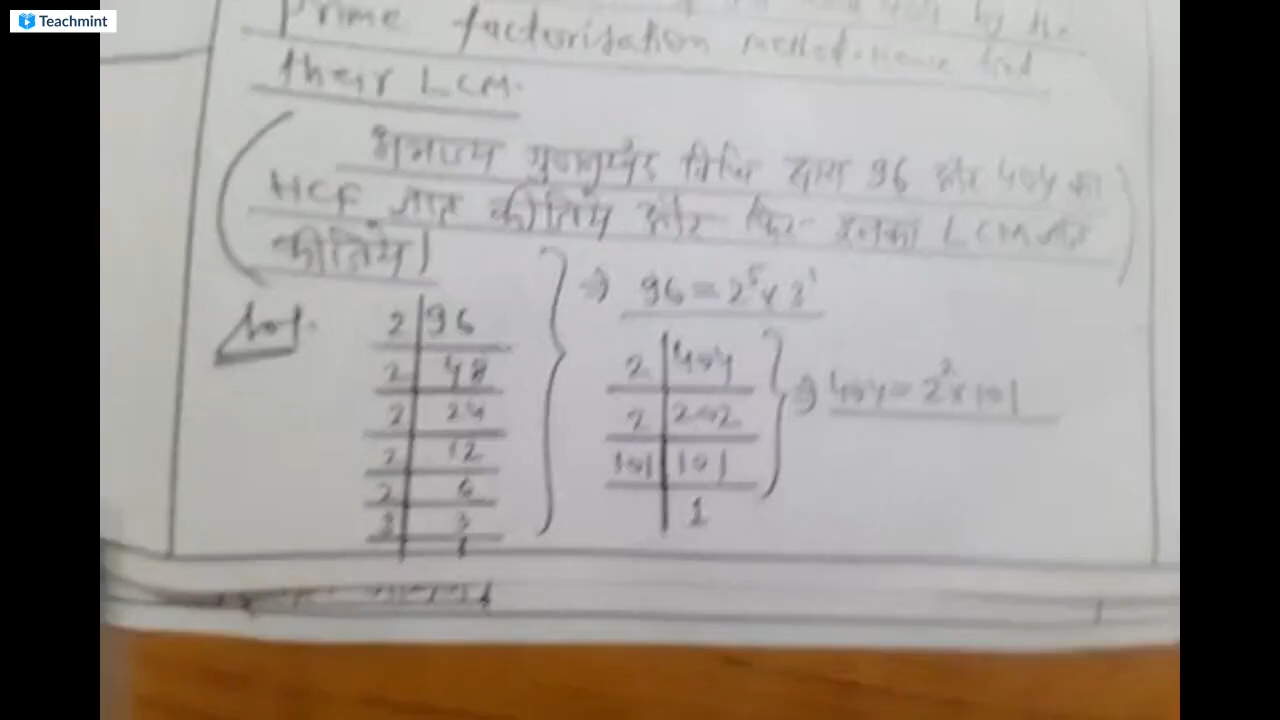 Teachmint
by the
Prime factorisation method. Hence find
their LCM.
(अभाज्य गुणनखंड विधि द्वारा 96 और 404 का
HCF ज्ञात कीजिये और फिर इनका LCM ज्ञात
कीजिये)
Sol.
2 | 96
2 | 48
2 | 24
2 | 12
2 | 6
3 | 3
1
⇒ 96 = 2⁵ × 3¹
2 | 404
2 | 202
101 | 101
1
⇒ 404 = 2² × 101